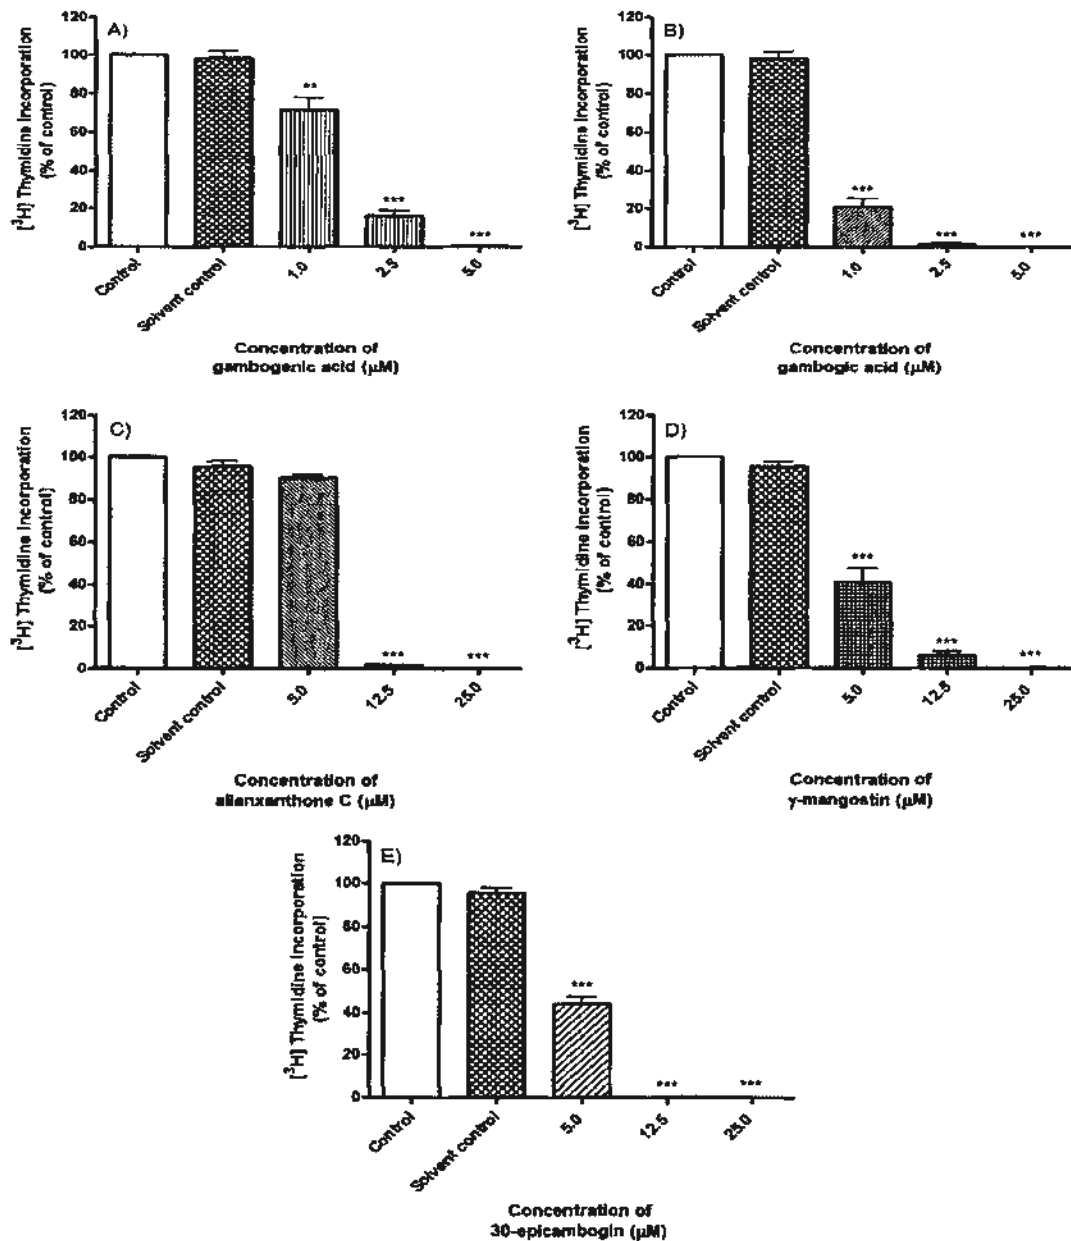 A)
[³H] Thymidine Incorporation
(% of control)
120
100
80
60
40
20
0
**
***
***
Control
Solvent control
1.0
2.5
5.0
Concentration of
gambogenic acid (µM)
B)
[³H] Thymidine Incorporation
(% of control)
120
100
80
60
40
20
0
***
***
***
Control
Solvent control
1.0
2.5
5.0
Concentration of
gambogic acid (µM)
C)
[³H] Thymidine Incorporation
(% of control)
120
100
80
60
40
20
0
***
***
Control
Solvent control
5.0
12.5
25.0
Concentration of
allanxanthone C (µM)
D)
[³H] Thymidine Incorporation
(% of control)
120
100
80
60
40
20
0
***
***
***
Control
Solvent control
5.0
12.5
25.0
Concentration of
γ-mangostin (µM)
E)
[³H] Thymidine Incorporation
(% of control)
120
100
80
60
40
20
0
***
***
***
Control
Solvent control
5.0
12.5
25.0
Concentration of
30-epicambogin (µM)